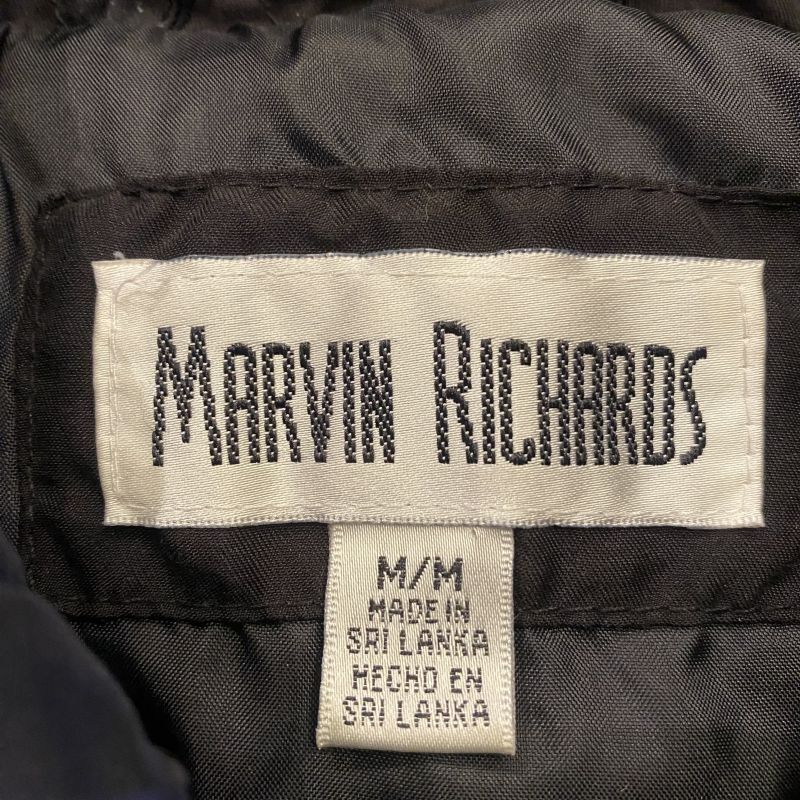 MARVIN RICHARDS
M/M
MADE IN
SRI LANKA
HECHO EN
SRI LANKA